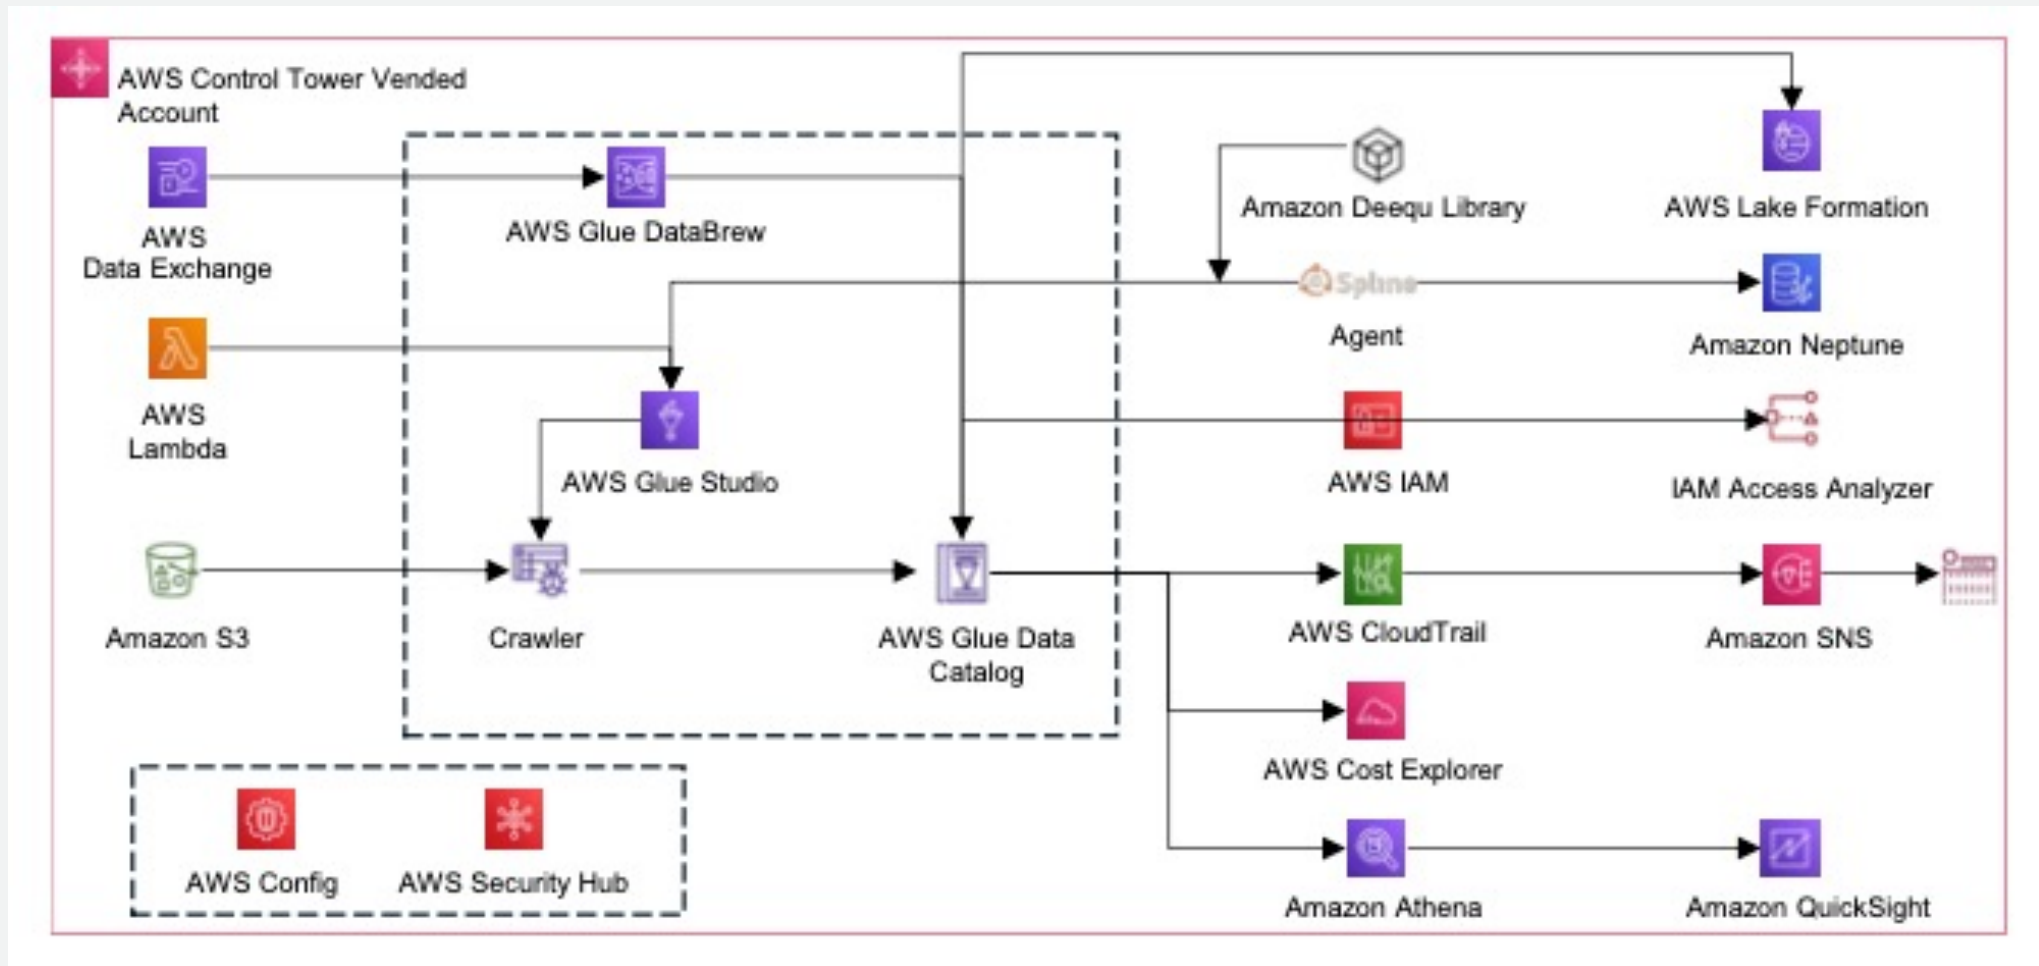 AWS Control Tower Vended
Account
AWS
Data Exchange
AWS Glue DataBrew
Amazon Deequ Library
AWS Lake Formation
Spline
Agent
Amazon Neptune
AWS
Lambda
AWS Glue Studio
AWS IAM
IAM Access Analyzer
Amazon S3
Crawler
AWS Glue Data
Catalog
AWS CloudTrail
Amazon SNS
AWS Cost Explorer
AWS Config
AWS Security Hub
Amazon Athena
Amazon QuickSight